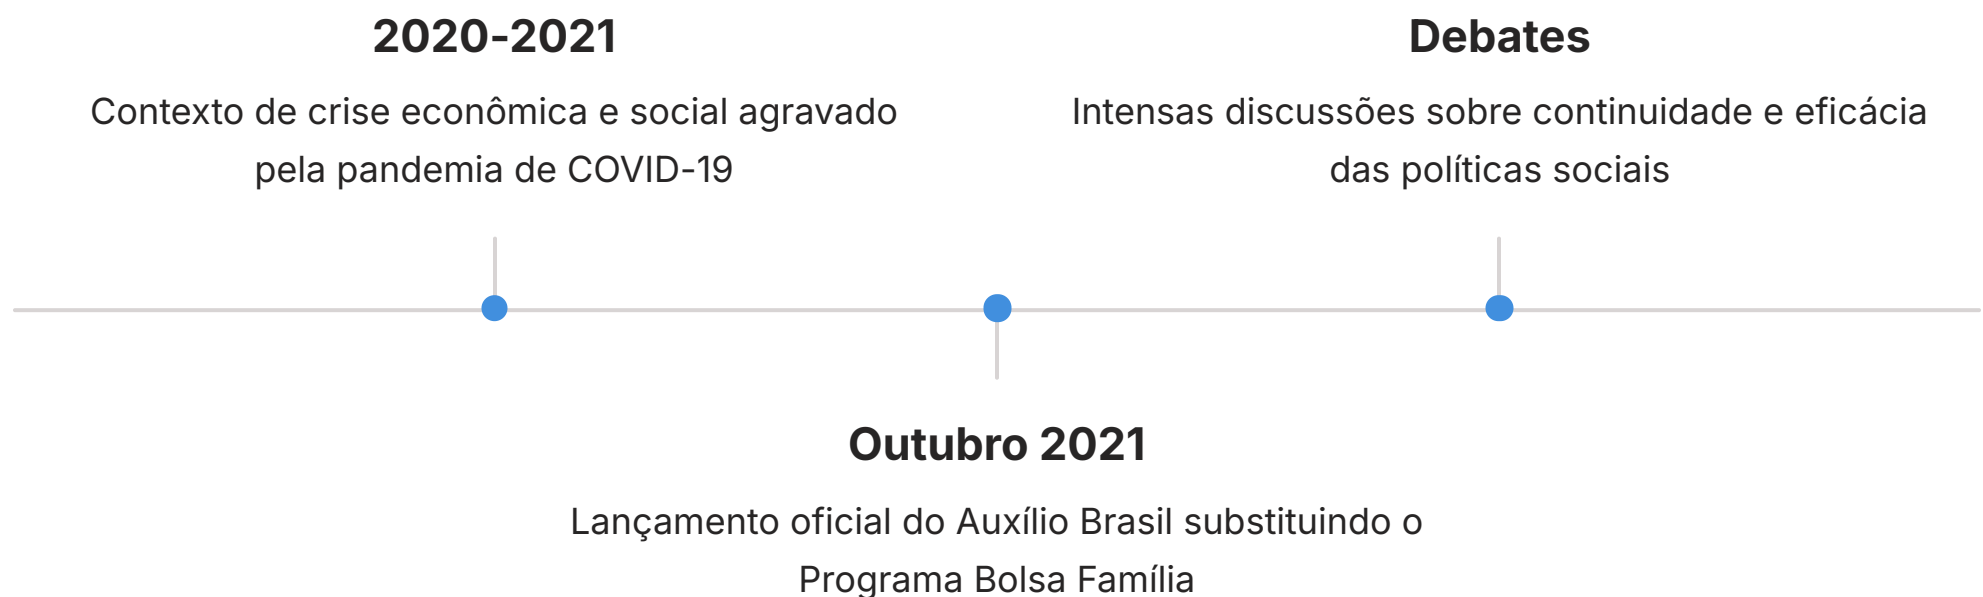 2020-2021
Contexto de crise econômica e social agravado
pela pandemia de COVID-19
Debates
Intensas discussões sobre continuidade e eficácia
das políticas sociais
Outubro 2021
Lançamento oficial do Auxílio Brasil substituindo o
Programa Bolsa Família